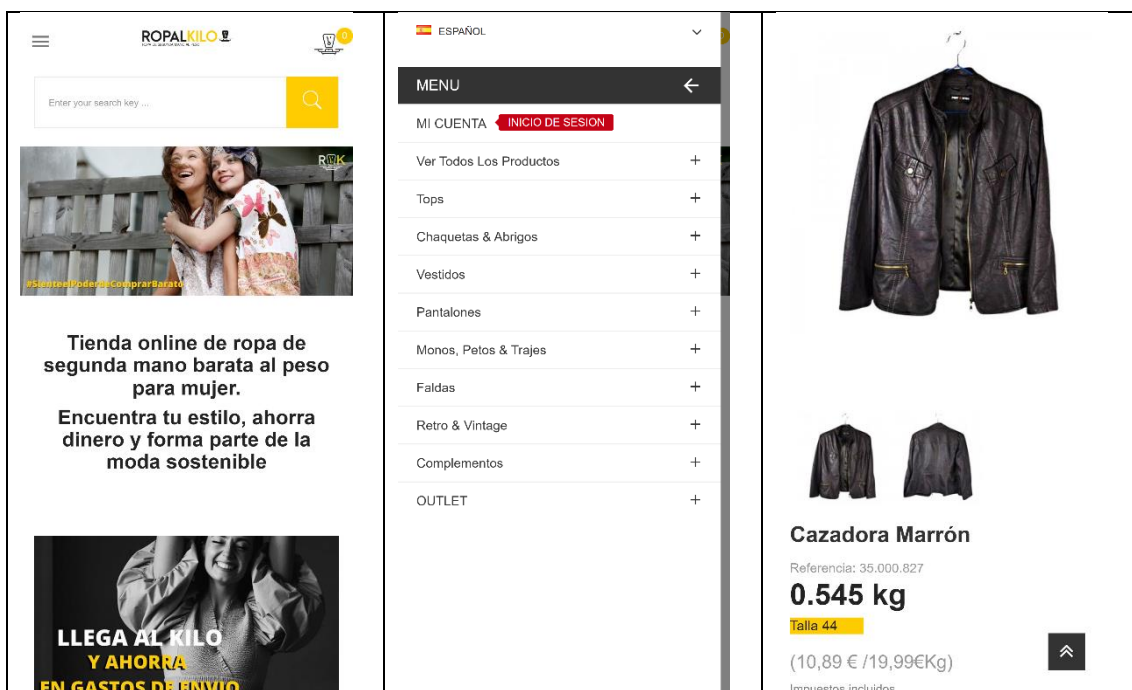 ROPALKILO
0
Enter your search key ...
#SienteelPoderdeComprarBarato
Tienda online de ropa de
segunda mano barata al peso
para mujer.
Encuentra tu estilo, ahorra
dinero y forma parte de la
moda sostenible
LLEGA AL KILO
Y AHORRA
EN GASTOS DE ENVIO
ESPAÑOL
MENU
MI CUENTA INICIO DE SESION
Ver Todos Los Productos
Tops
Chaquetas & Abrigos
Vestidos
Pantalones
Monos, Petos & Trajes
Faldas
Retro & Vintage
Complementos
OUTLET
Cazadora Marrón
Referencia: 35.000.827
0.545 kg
Talla 44
(10,89 € /19,99€Kg)
Impuestos incluidos